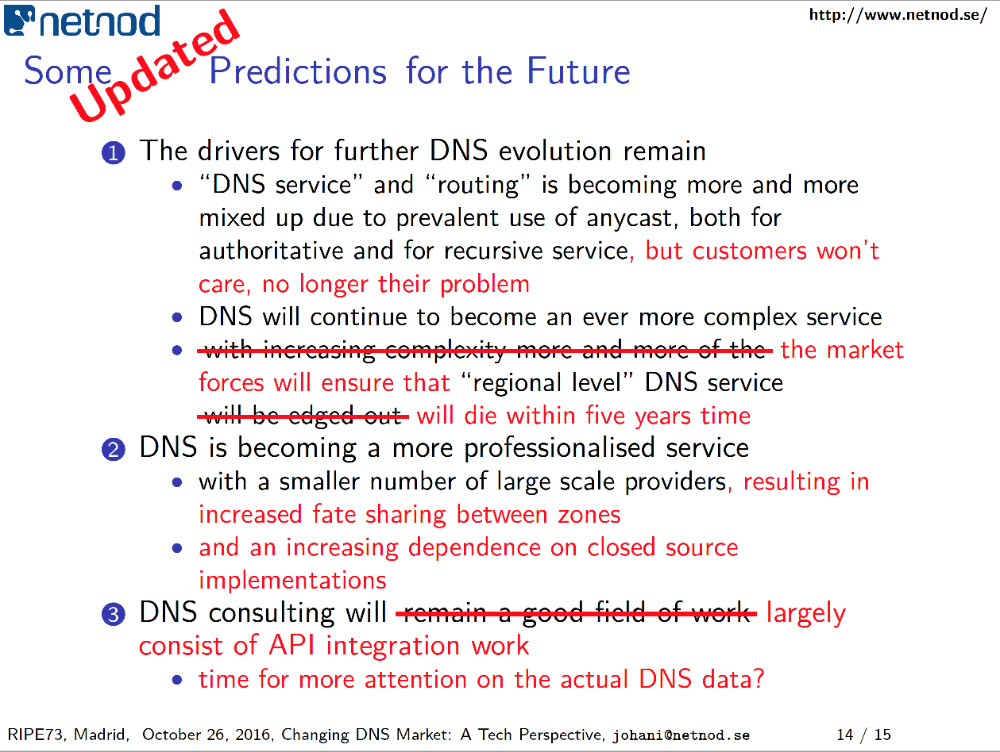 netnod
http://www.netnod.se/
Some Updated Predictions for the Future
1 The drivers for further DNS evolution remain
• “DNS service” and “routing” is becoming more and more
mixed up due to prevalent use of anycast, both for
authoritative and for recursive service, but customers won't
care, no longer their problem
• DNS will continue to become an ever more complex service
• with increasing complexity more and more of the the market
forces will ensure that “regional level” DNS service
will be edged out will die within five years time
2 DNS is becoming a more professionalised service
• with a smaller number of large scale providers, resulting in
increased fate sharing between zones
• and an increasing dependence on closed source
implementations
3 DNS consulting will remain a good field of work largely
consist of API integration work
• time for more attention on the actual DNS data?
RIPE73, Madrid, October 26, 2016, Changing DNS Market: A Tech Perspective, johani@netnod.se 14 / 15